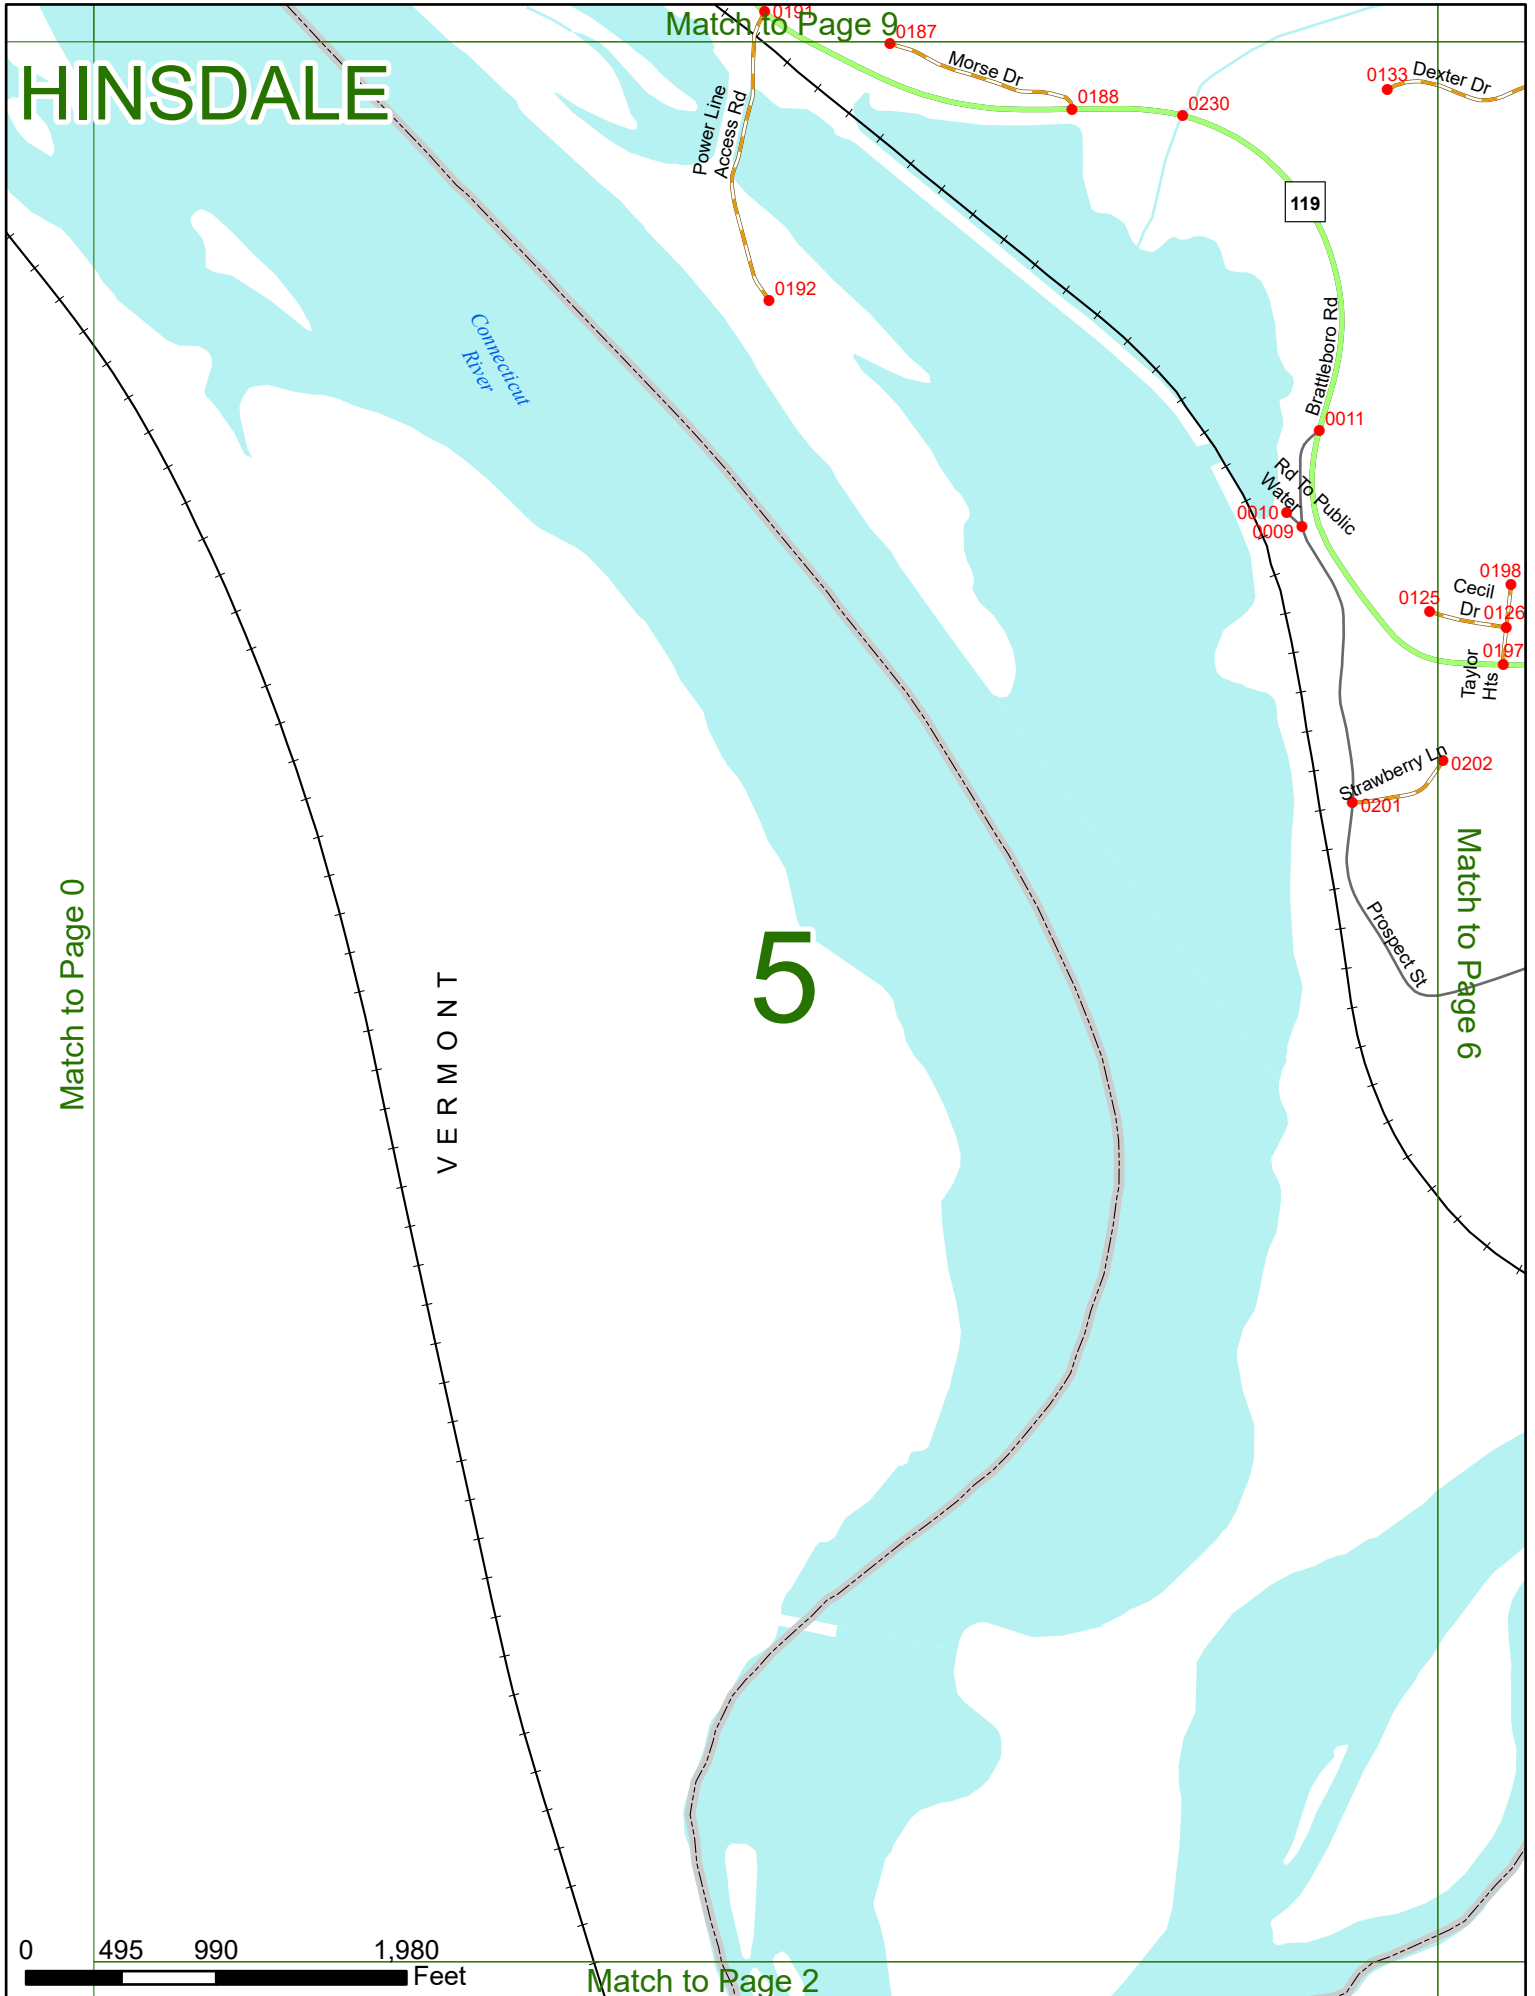 0191
Match to Page 9
0187
HINSDALE
Morse Dr
0133
Dexter Dr
0188
0230
Power Line
Access Rd
119
0192
Connecticut
River
Brattleboro Rd
0011
Rd To Public
Water
0010
0009
0198
Cecil
Dr
0125
0126
0197
Taylor
Hts
Strawberry Ln
0202
0201
Match to Page 6
Match to Page 0
Prospect St
5
VERMONT
0 495 990 1,980
Feet
Match to Page 2